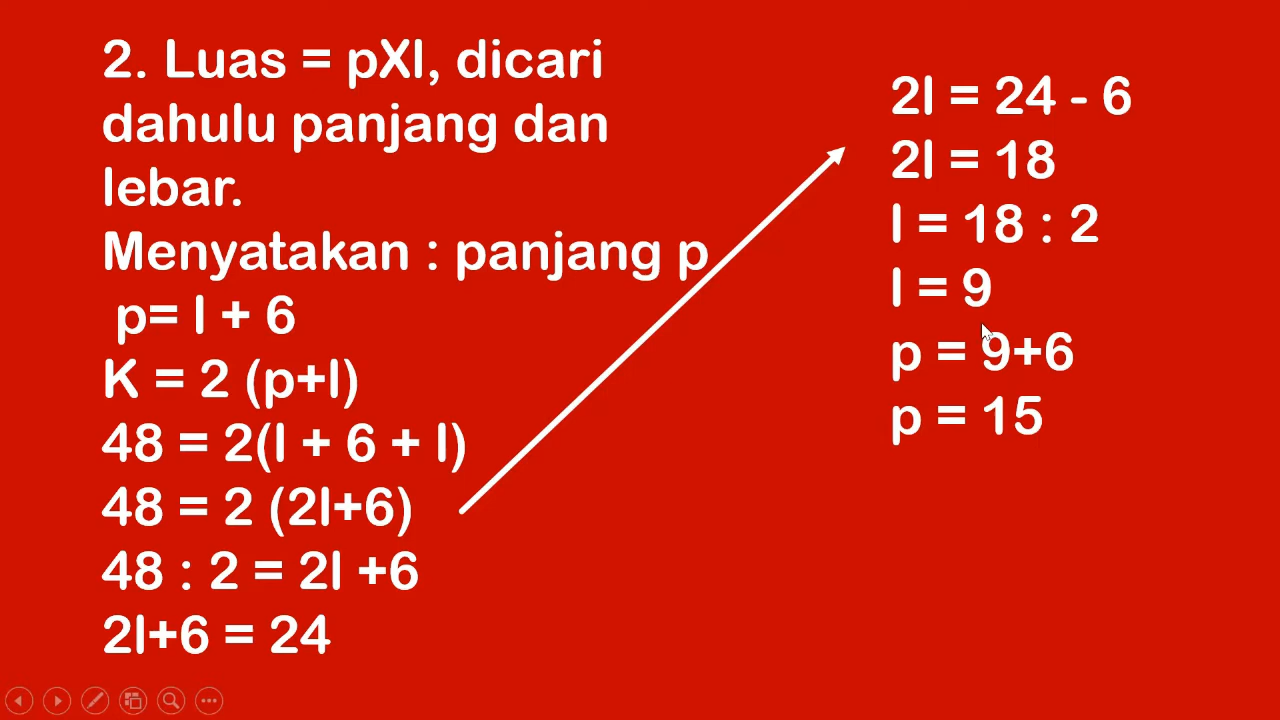 2. Luas = pXl, dicari
dahulu panjang dan
lebar.
Menyatakan : panjang p
p= l + 6
K = 2 (p+l)
48 = 2(l + 6 + l)
48 = 2 (2l+6)
48 : 2 = 2l +6
2l+6 = 24
2l = 24 - 6
2l = 18
l = 18 : 2
l = 9
p = 9+6
p = 15